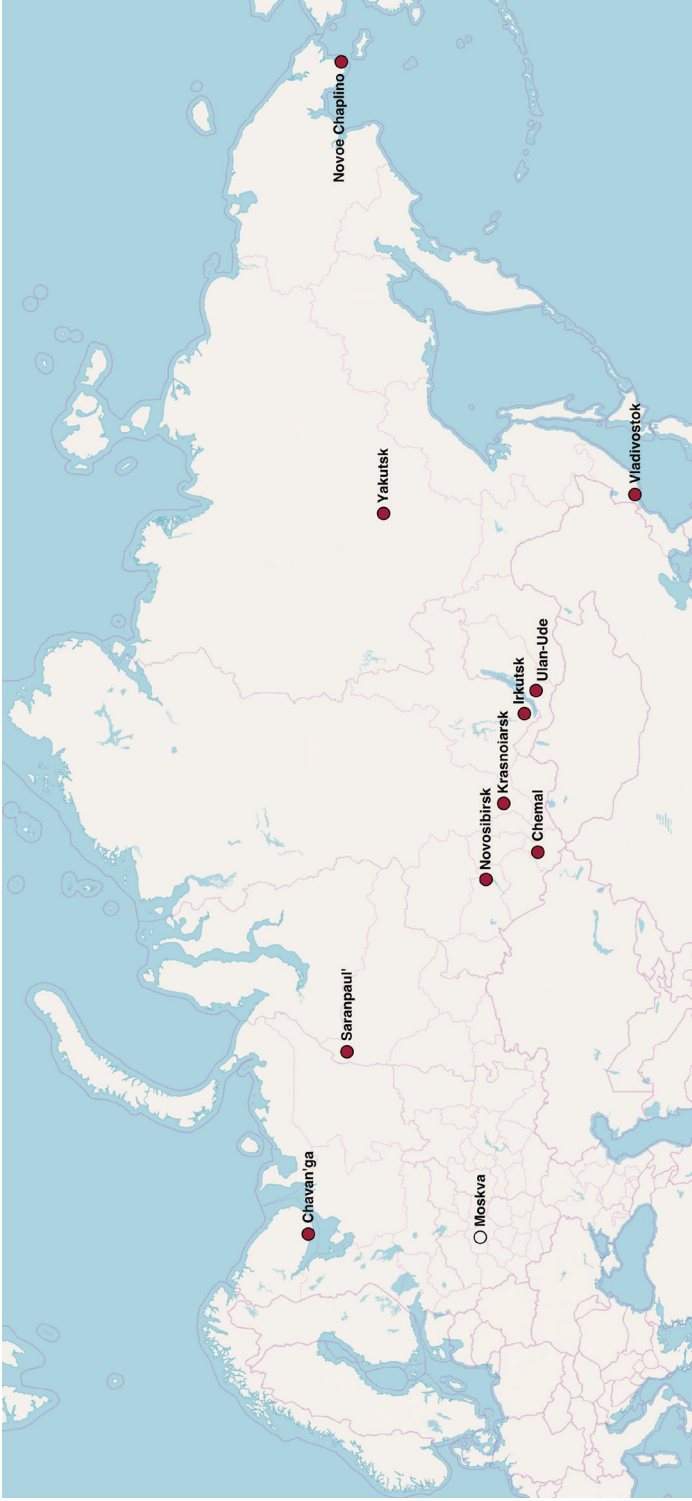 Chavan'ga
Moskva
Saranpaul'
Novosibirsk
Chemal
Krasnoiarsk
Irkutsk
Ulan-Ude
Yakutsk
Vladivostok
Novoe Chaplino